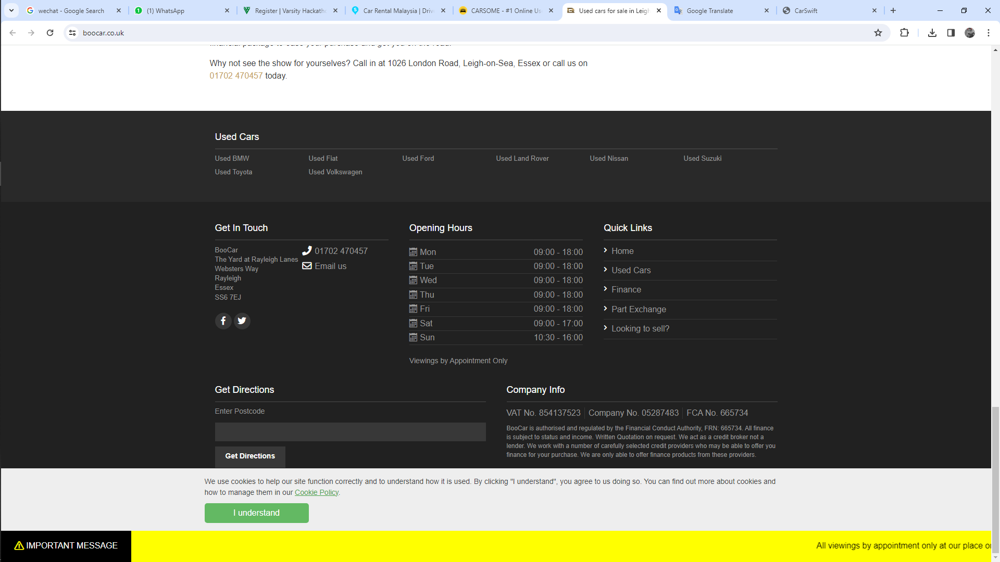 wechat - Google Search
(1) WhatsApp
Register | Varsity Hackath
Car Rental Malaysia | Driv
CARSOME - #1 Online Us
Used cars for sale in Leigh
Google Translate
CarSwift
boocar.co.uk
Why not see the show for yourselves? Call in at 1026 London Road, Leigh-on-Sea, Essex or call us on
01702 470457 today.
Used Cars
Used BMW
Used Fiat
Used Ford
Used Land Rover
Used Nissan
Used Suzuki
Used Toyota
Used Volkswagen
Get In Touch
BooCar
The Yard at Rayleigh Lanes
Websters Way
Rayleigh
Essex
SS6 7EJ
01702 470457
Email us
Opening Hours
Mon 09:00 - 18:00
Tue 09:00 - 18:00
Wed 09:00 - 18:00
Thu 09:00 - 18:00
Fri 09:00 - 18:00
Sat 09:00 - 17:00
Sun 10:30 - 16:00
Viewings by Appointment Only
Quick Links
Home
Used Cars
Finance
Part Exchange
Looking to sell?
Get Directions
Enter Postcode
Get Directions
Company Info
VAT No. 854137523 Company No. 05287483 FCA No. 665734
BooCar is authorised and regulated by the Financial Conduct Authority, FRN: 665734. All finance
is subject to status and income. Written Quotation on request. We act as a credit broker not a
lender. We work with a number of carefully selected credit providers who may be able to offer you
finance for your purchase. We are only able to offer finance products from these providers.
We use cookies to help our site function correctly and to understand how it is used. By clicking "I understand", you agree to us doing so. You can find out more about cookies and
how to manage them in our Cookie Policy.
I understand
IMPORTANT MESSAGE
All viewings by appointment only at our place